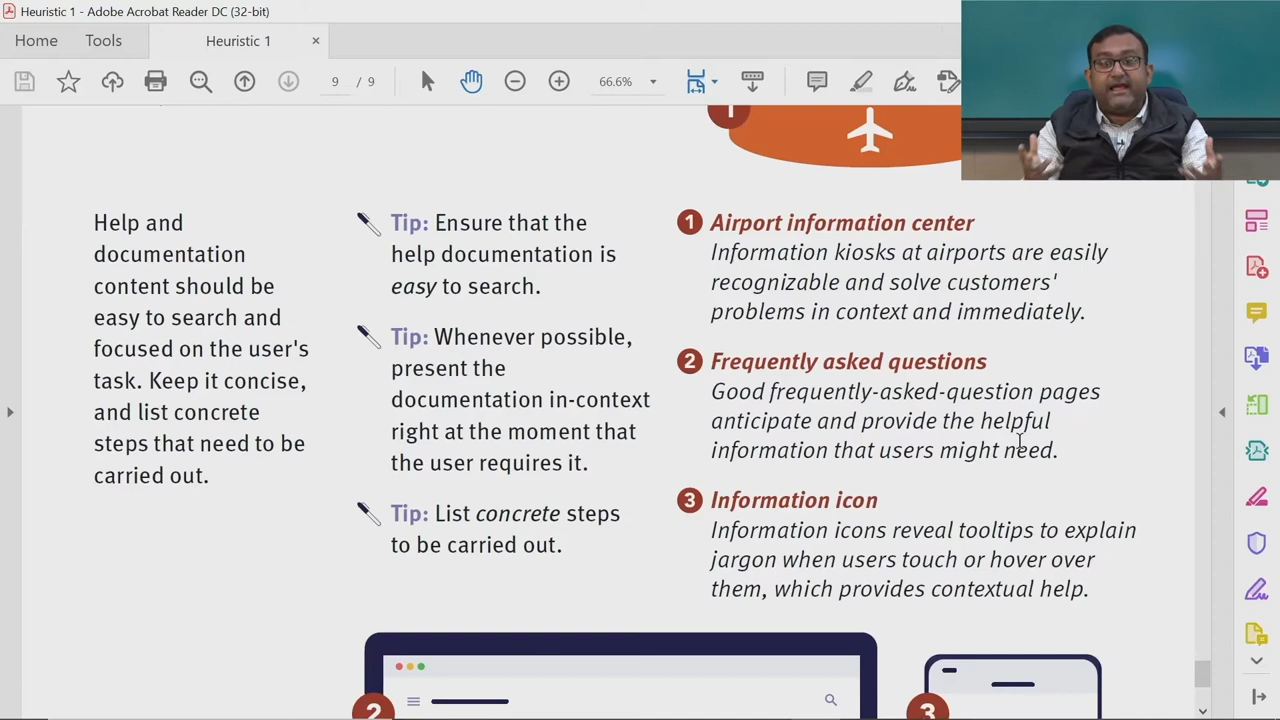 Heuristic 1 - Adobe Acrobat Reader DC (32-bit)
Home Tools Heuristic 1 ×
9 / 9 66.6%
1
Help and
documentation
content should be
easy to search and
focused on the user's
task. Keep it concise,
and list concrete
steps that need to be
carried out.
Tip: Ensure that the
help documentation is
easy to search.
Tip: Whenever possible,
present the
documentation in-context
right at the moment that
the user requires it.
Tip: List concrete steps
to be carried out.
1 Airport information center
Information kiosks at airports are easily
recognizable and solve customers'
problems in context and immediately.
2 Frequently asked questions
Good frequently-asked-question pages
anticipate and provide the helpful
information that users might need.
3 Information icon
Information icons reveal tooltips to explain
jargon when users touch or hover over
them, which provides contextual help.
2
3